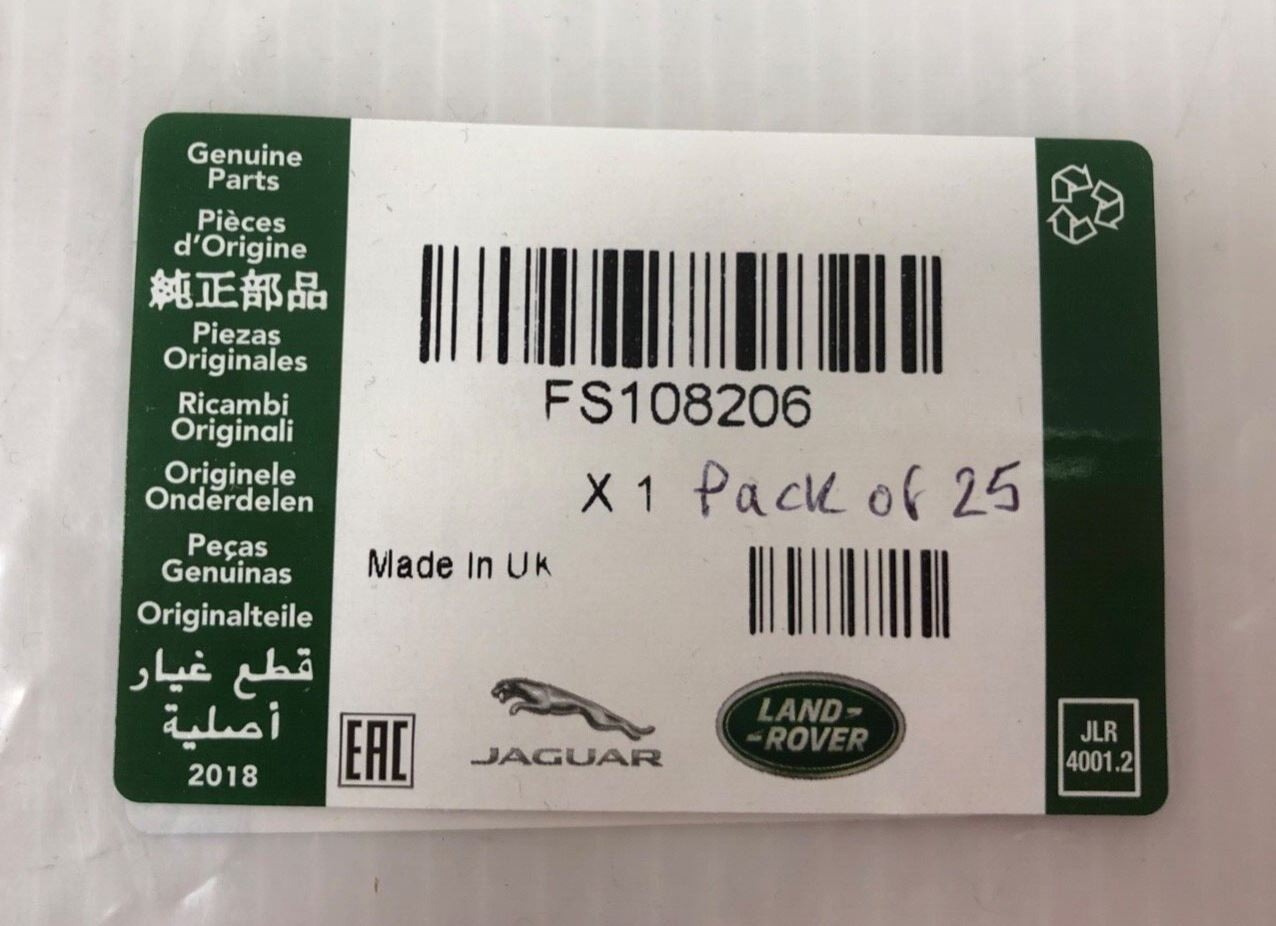 Genuine
Parts
Pièces
d'Origine
純正部品
Piezas
Originales
Ricambi
Originali
Originele
Onderdelen
Peças
Genuinas
Originalteile
قطع غيار
أصلية
2018
FS108206
X 1 Pack of 25
Made In Uk
EAC
JAGUAR
LAND-
-ROVER
JLR
4001.2